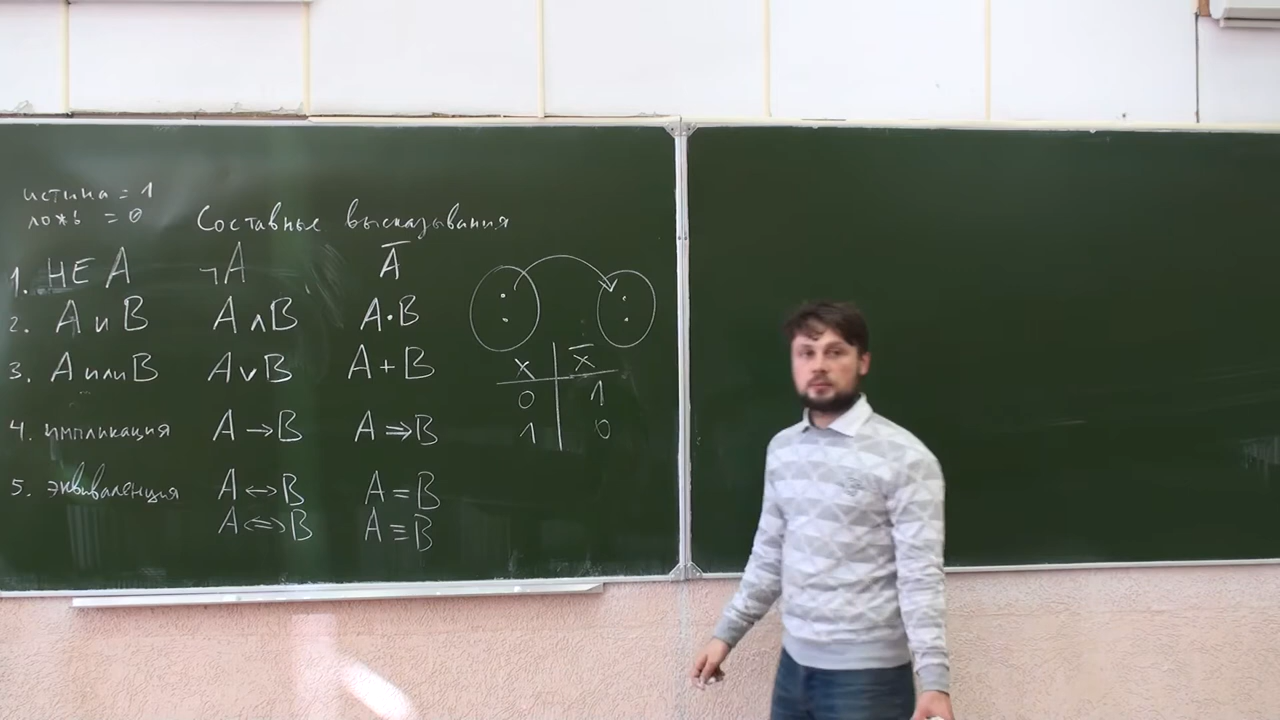 истина = 1
ложь = 0
Составные высказывания
1. НЕ A ¬A A̅
2. A и B A∧B A·B
3. A или B A∨B A+B
4. импликация A→B A⇒B
5. эквиваленция A↔B A=B
A⇔B A≡B
x x̅
0 1
1 0